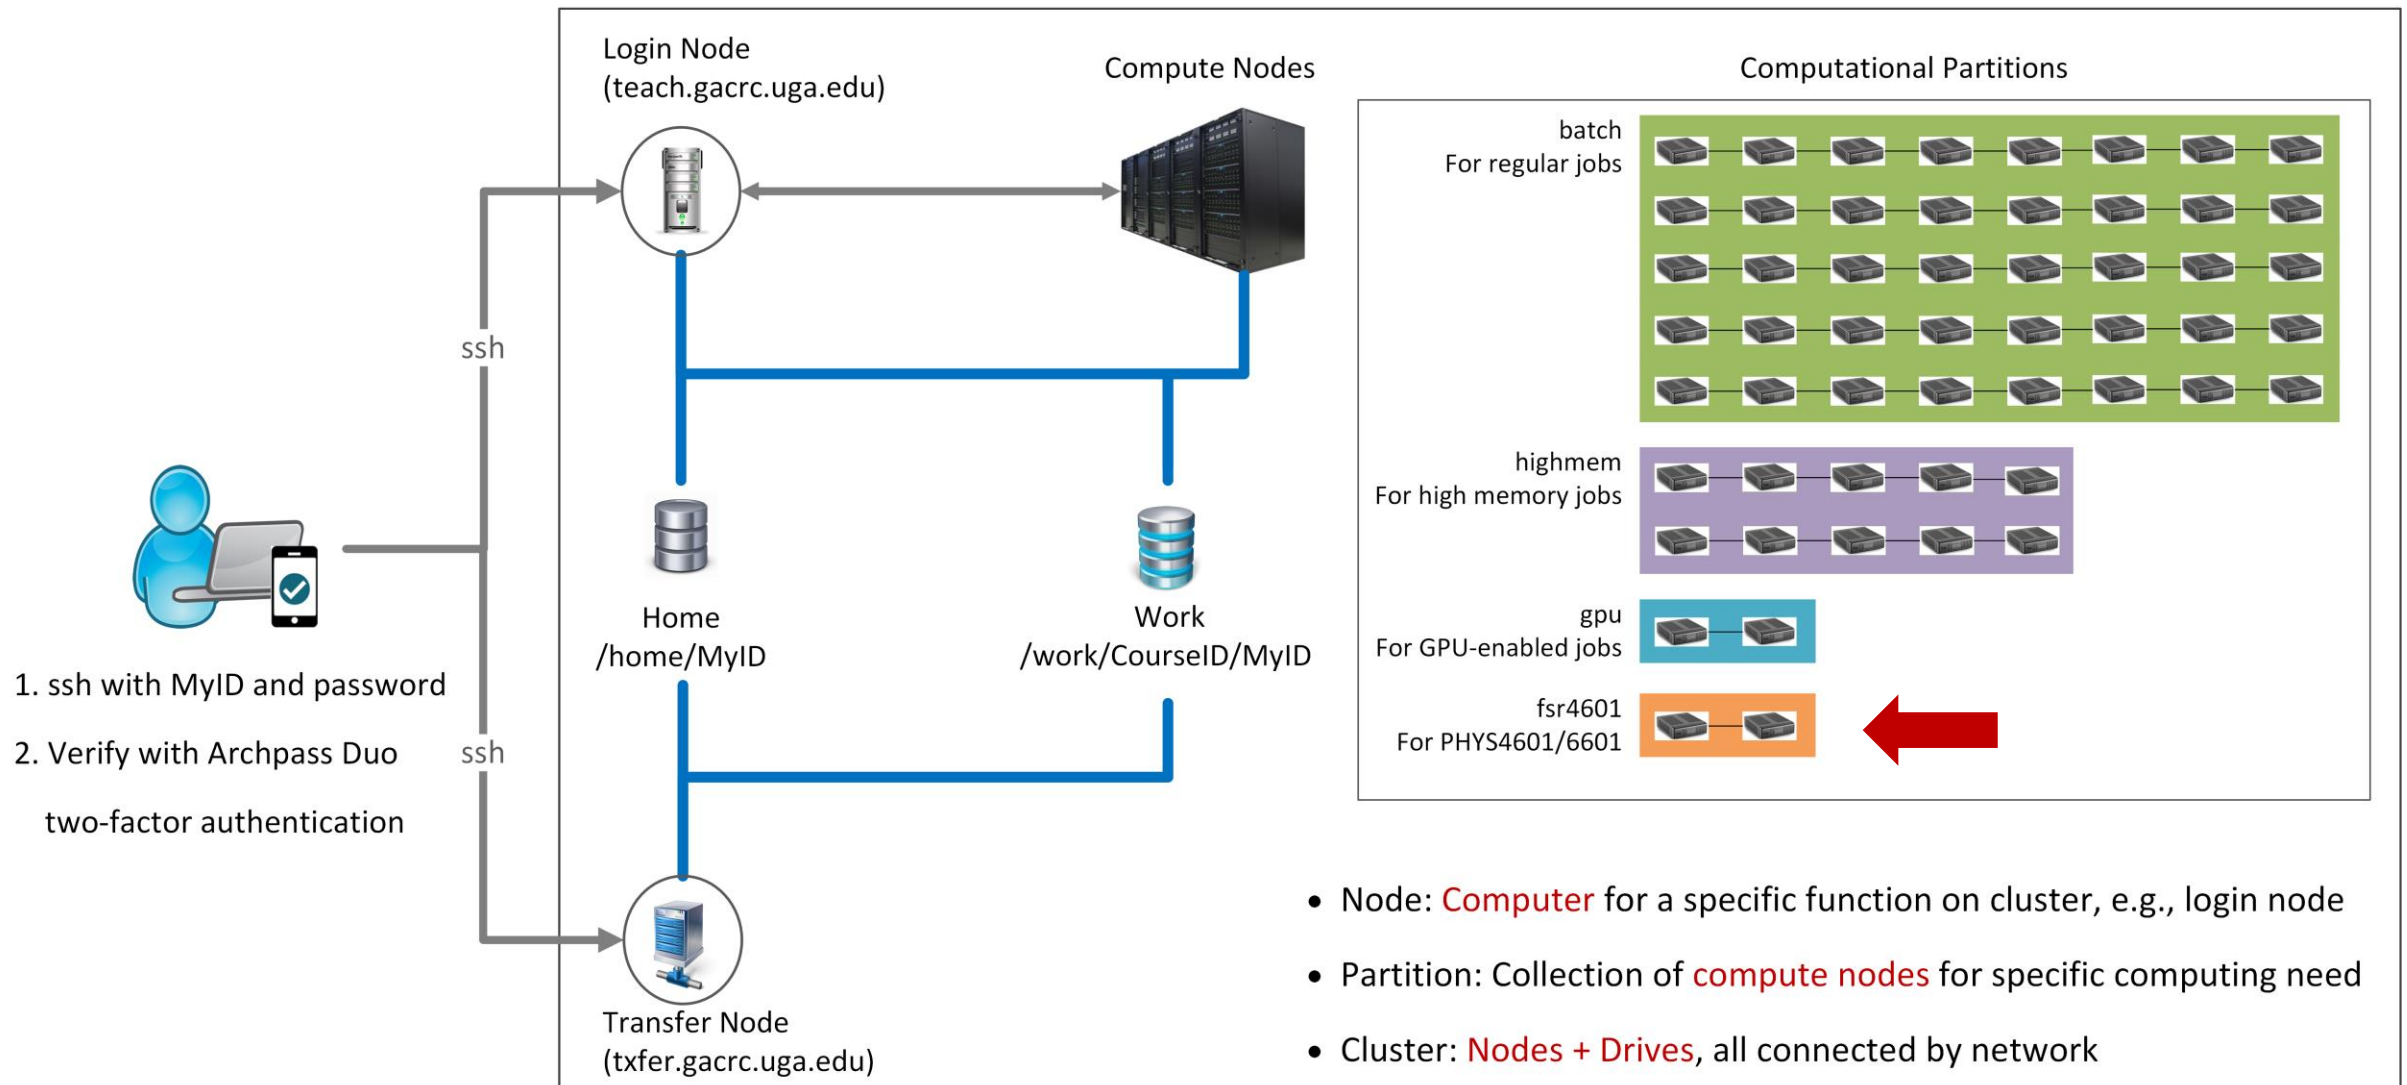 Login Node
(teach.gacrc.uga.edu)
Compute Nodes
Computational Partitions
batch
For regular jobs
highmem
For high memory jobs
gpu
For GPU-enabled jobs
fsr4601
For PHYS4601/6601
ssh
ssh
1. ssh with MyID and password
2. Verify with Archpass Duo
two-factor authentication
Home
/home/MyID
Work
/work/CourseID/MyID
Transfer Node
(txfer.gacrc.uga.edu)
• Node: Computer for a specific function on cluster, e.g., login node
• Partition: Collection of compute nodes for specific computing need
• Cluster: Nodes + Drives, all connected by network